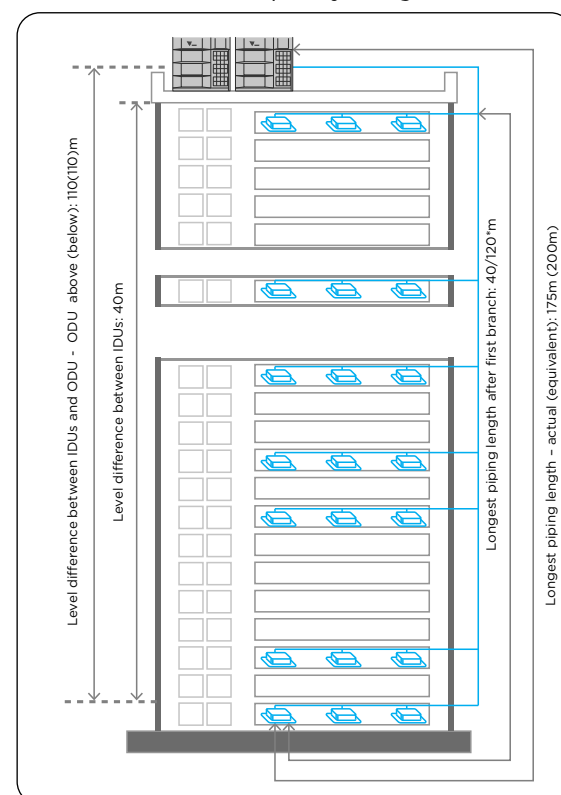 Level difference between IDUs and ODU - ODU above (below): 110(110)m
Level difference between IDUs: 40m
Longest piping length after first branch: 40/120*m
Longest piping length - actual (equivalent): 175m (200m)